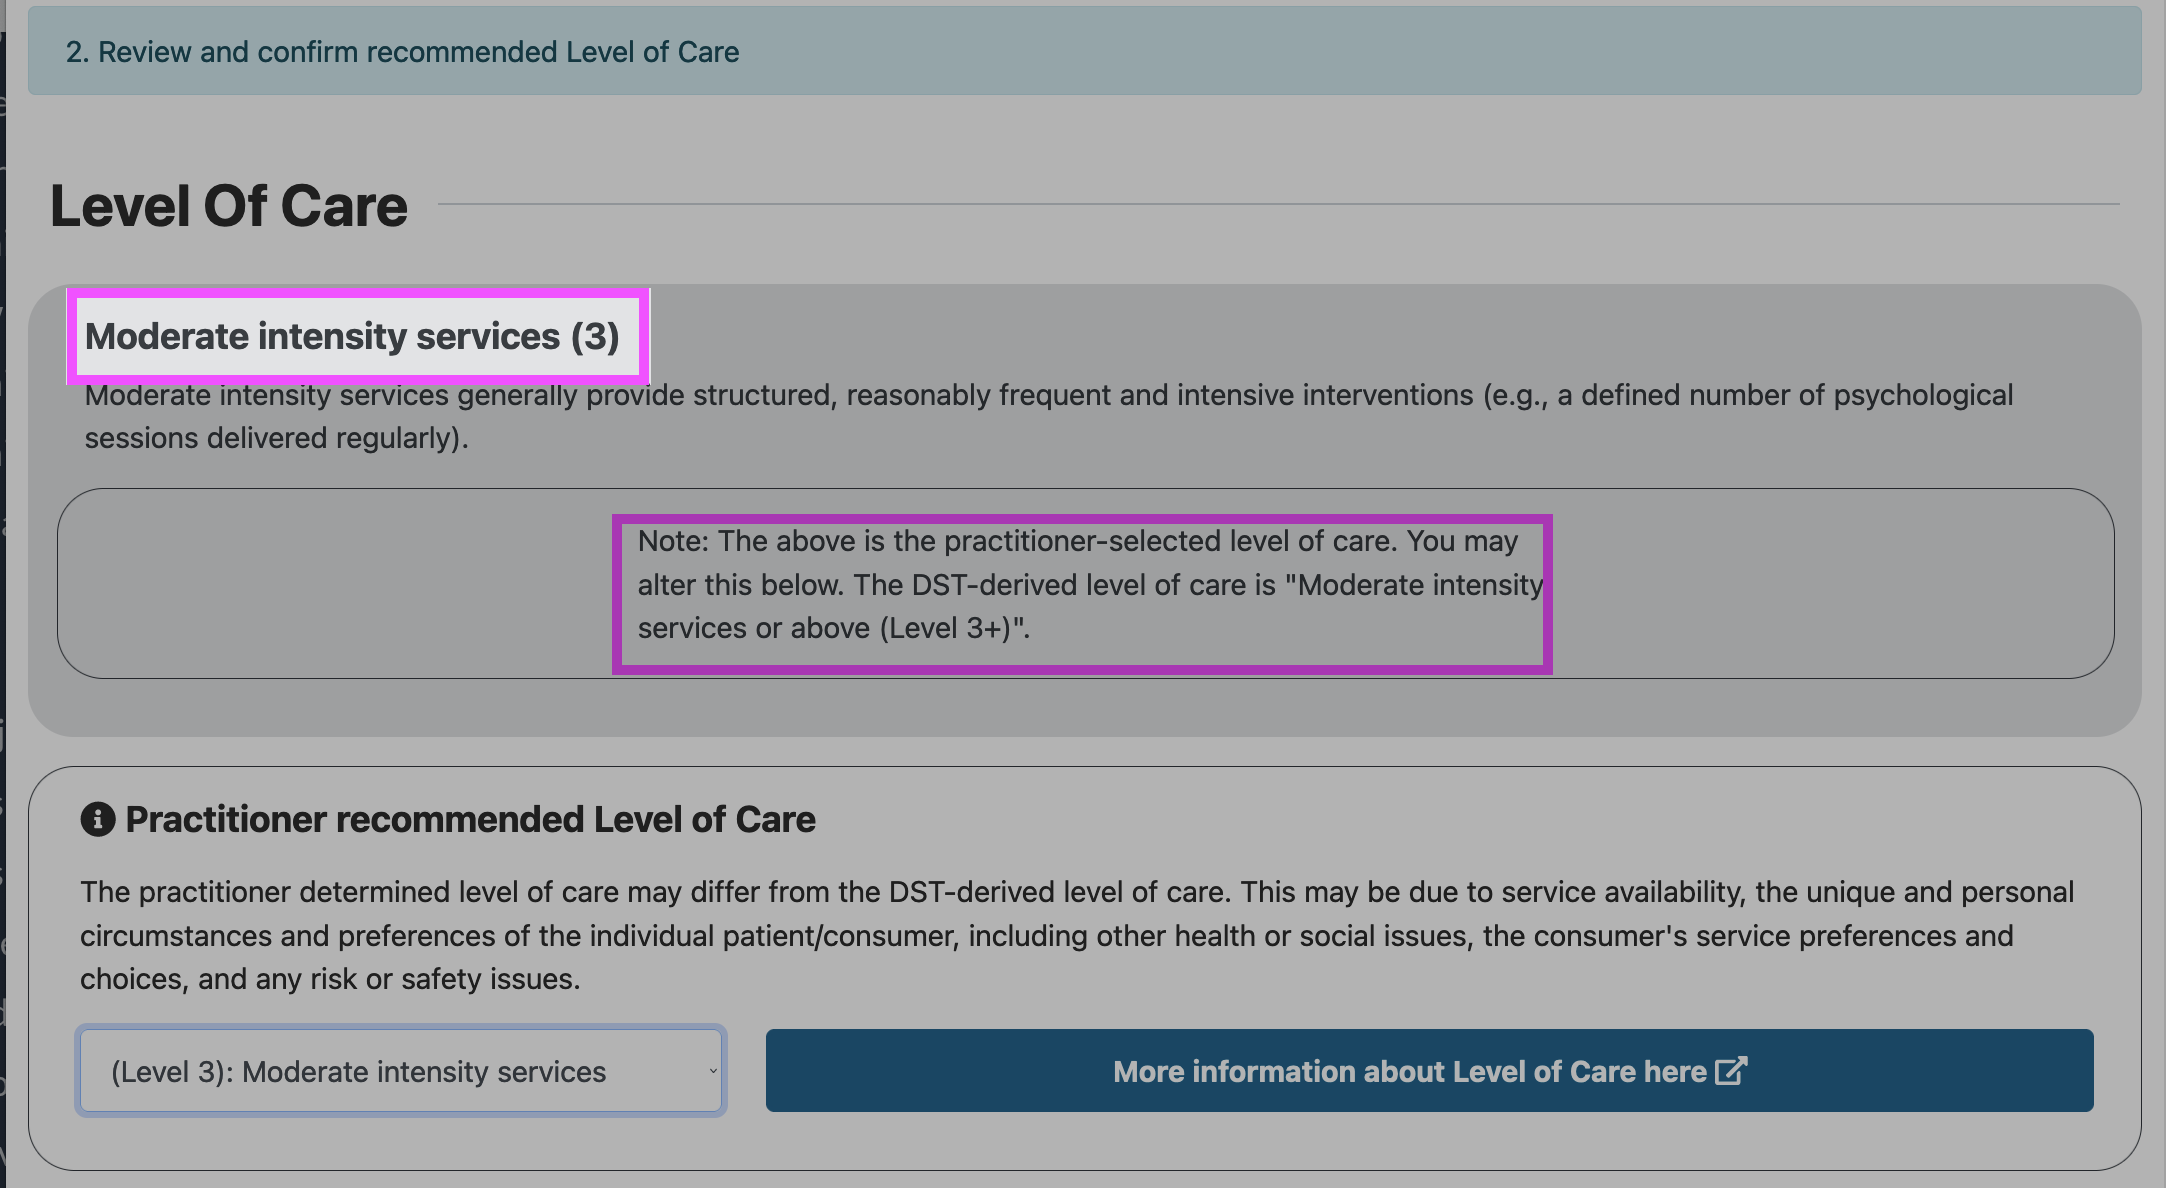 2. Review and confirm recommended Level of Care
Level Of Care
Moderate intensity services (3)
Moderate intensity services generally provide structured, reasonably frequent and intensive interventions (e.g., a defined number of psychological
sessions delivered regularly).
Note: The above is the practitioner-selected level of care. You may
alter this below. The DST-derived level of care is "Moderate intensity
services or above (Level 3+)".
Practitioner recommended Level of Care
The practitioner determined level of care may differ from the DST-derived level of care. This may be due to service availability, the unique and personal
circumstances and preferences of the individual patient/consumer, including other health or social issues, the consumer's service preferences and
choices, and any risk or safety issues.
(Level 3): Moderate intensity services
More information about Level of Care here